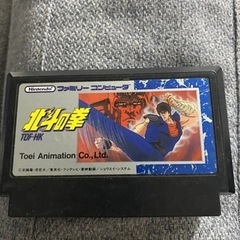 Nintendo ファミリーコンピュータ
北斗の拳
TDF-HK
Toei Animation Co., Ltd.